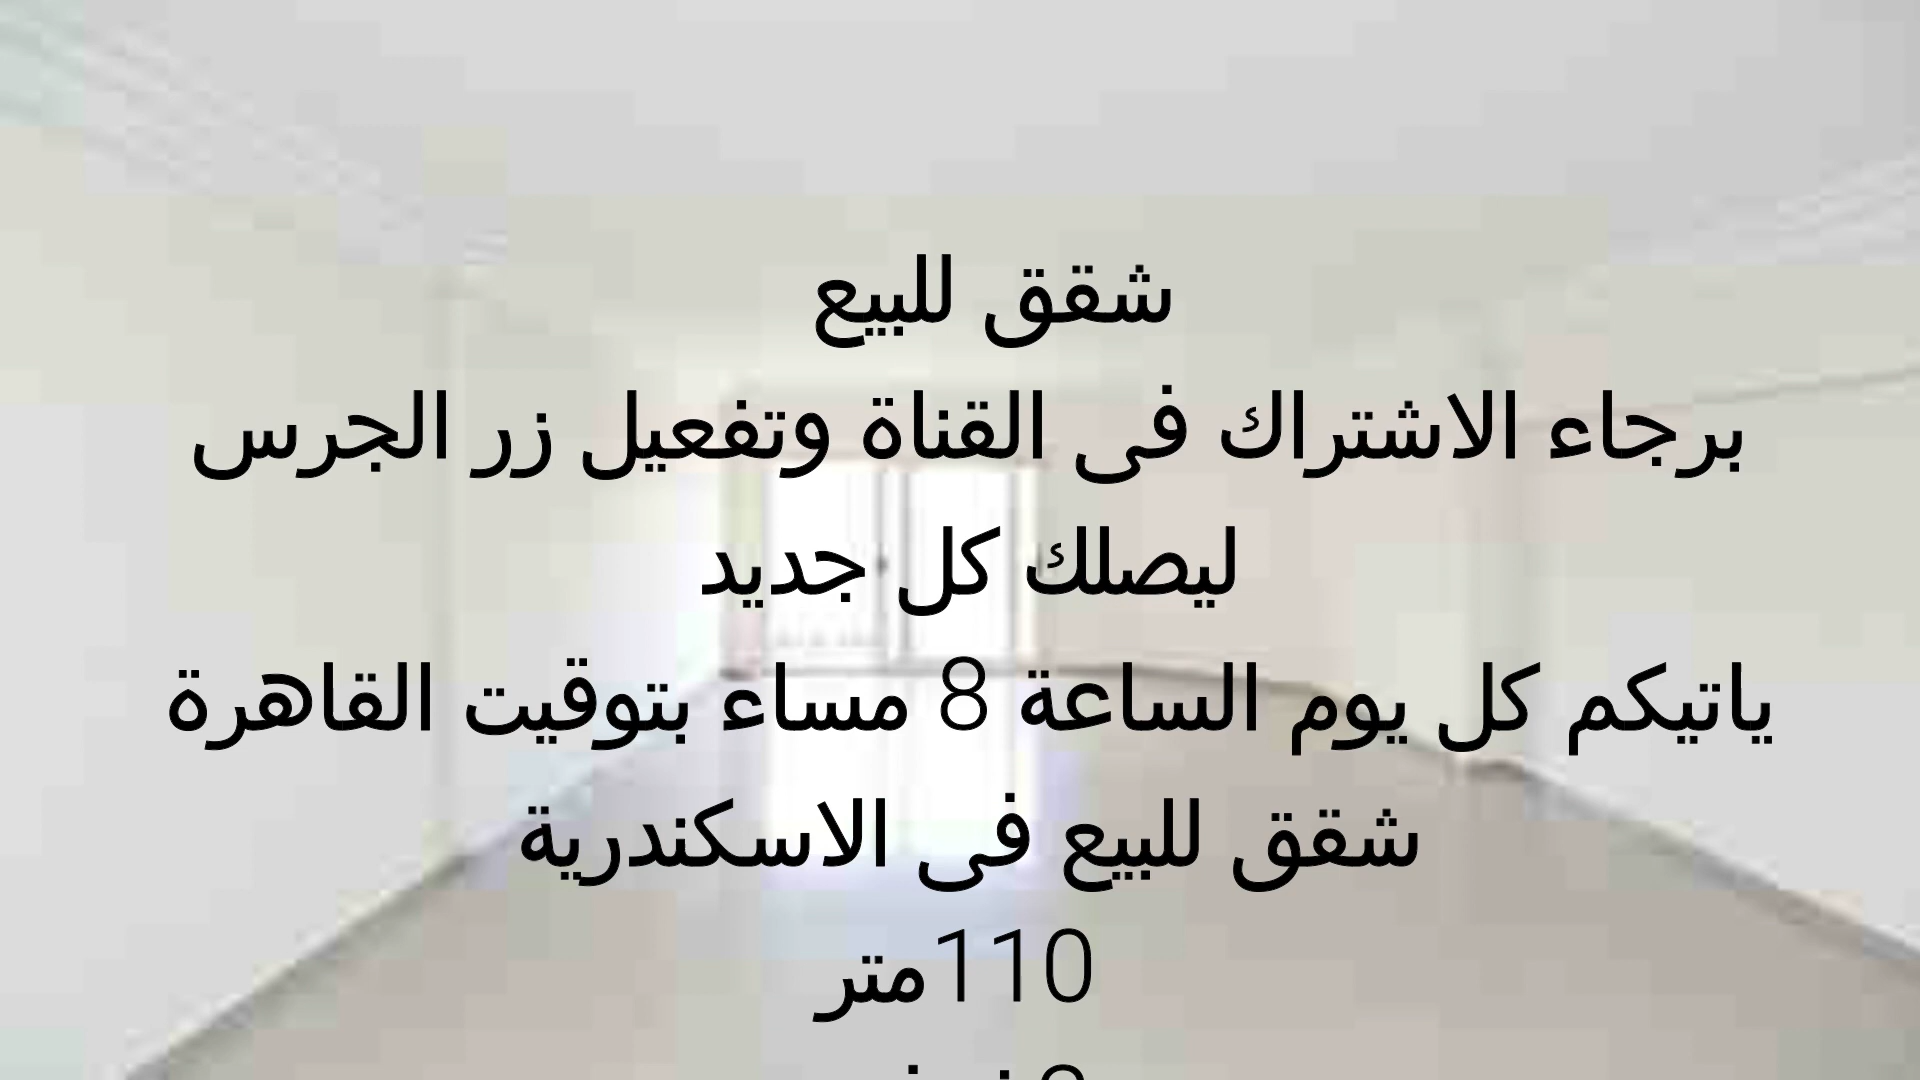 شقق للبيع
برجاء الاشتراك فى القناة وتفعيل زر الجرس
ليصلك كل جديد
ياتيكم كل يوم الساعة 8 مساء بتوقيت القاهرة
شقق للبيع فى الاسكندرية
110متر